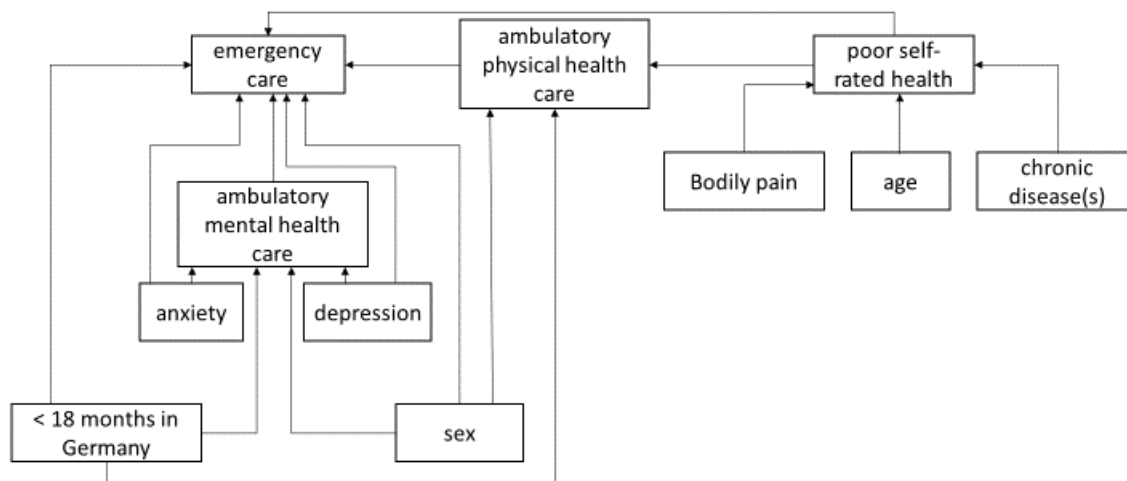 emergency
care
ambulatory
physical health
care
poor self-
rated health
Bodily pain
age
chronic
disease(s)
ambulatory
mental health
care
anxiety
depression
< 18 months in
Germany
sex